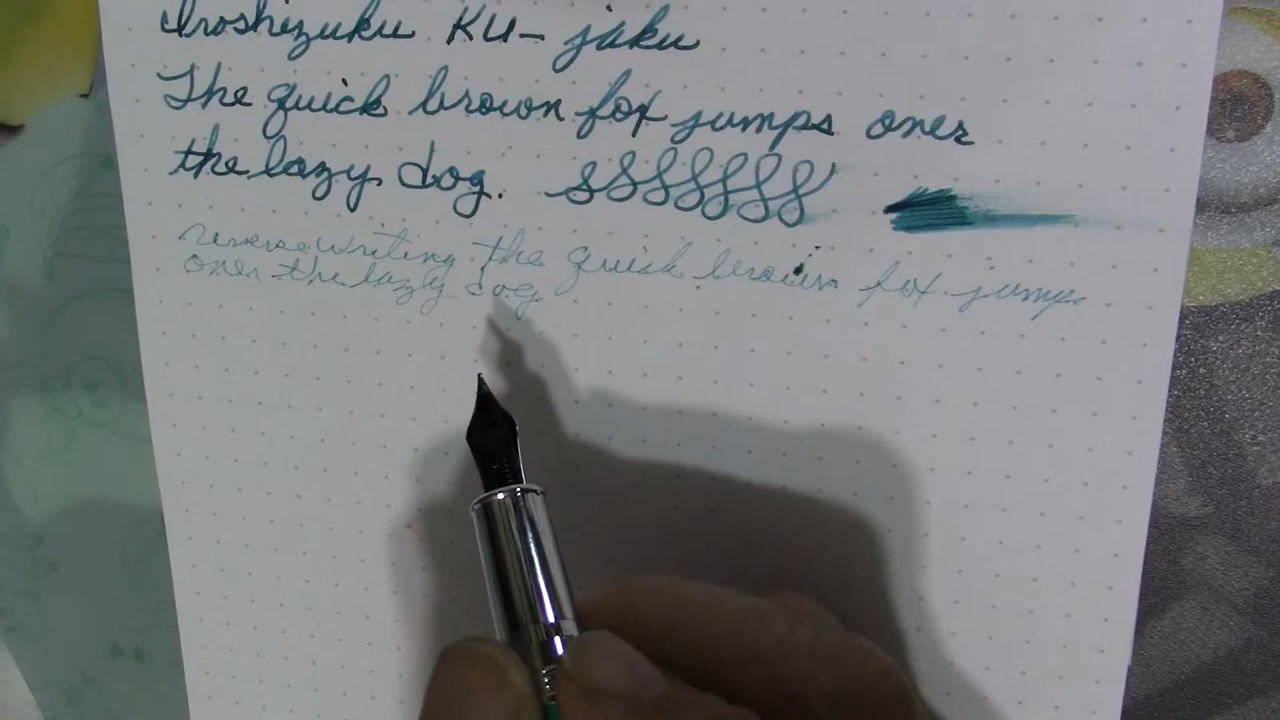 Iroshizuku KU-jaku
The quick brown fox jumps over
the lazy dog. sssssss
reverse writing the quick brown fox jumps
over the lazy dog